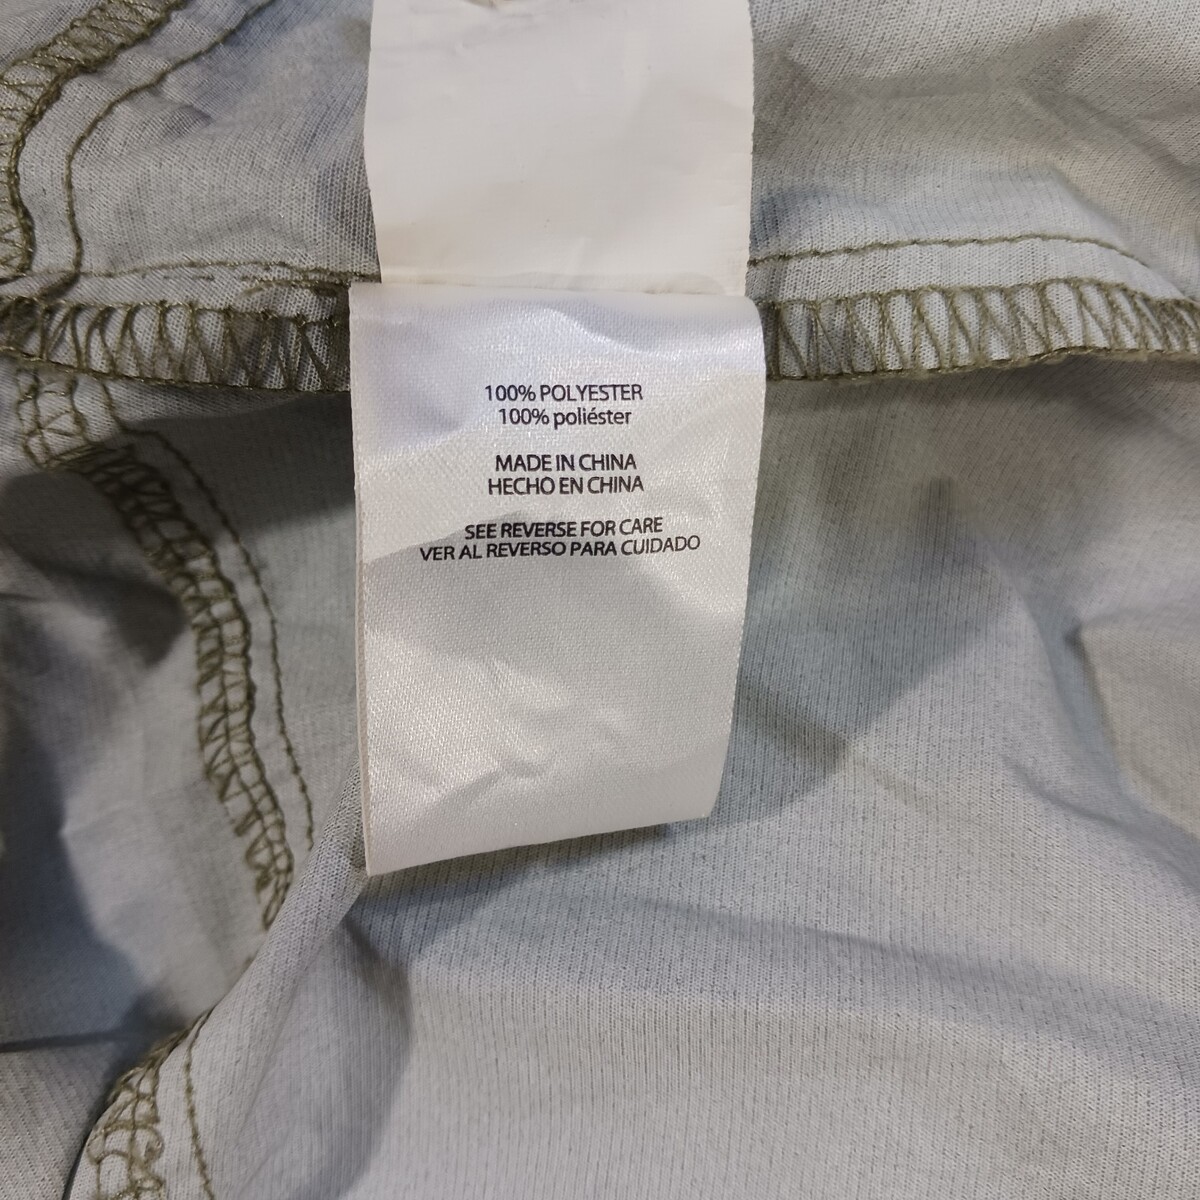 100% POLYESTER
100% poliéster
MADE IN CHINA
HECHO EN CHINA
SEE REVERSE FOR CARE
VER AL REVERSO PARA CUIDADO